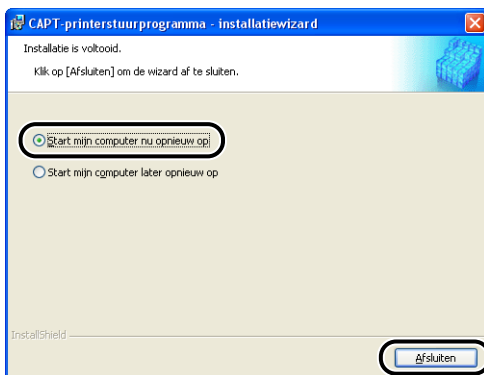 CAPT-printerstuurprogramma - installatiewizard
Installatie is voltooid.
Klik op [Afsluiten] om de wizard af te sluiten.
Start mijn computer nu opnieuw op
Start mijn computer later opnieuw op
InstallShield
Afsluiten